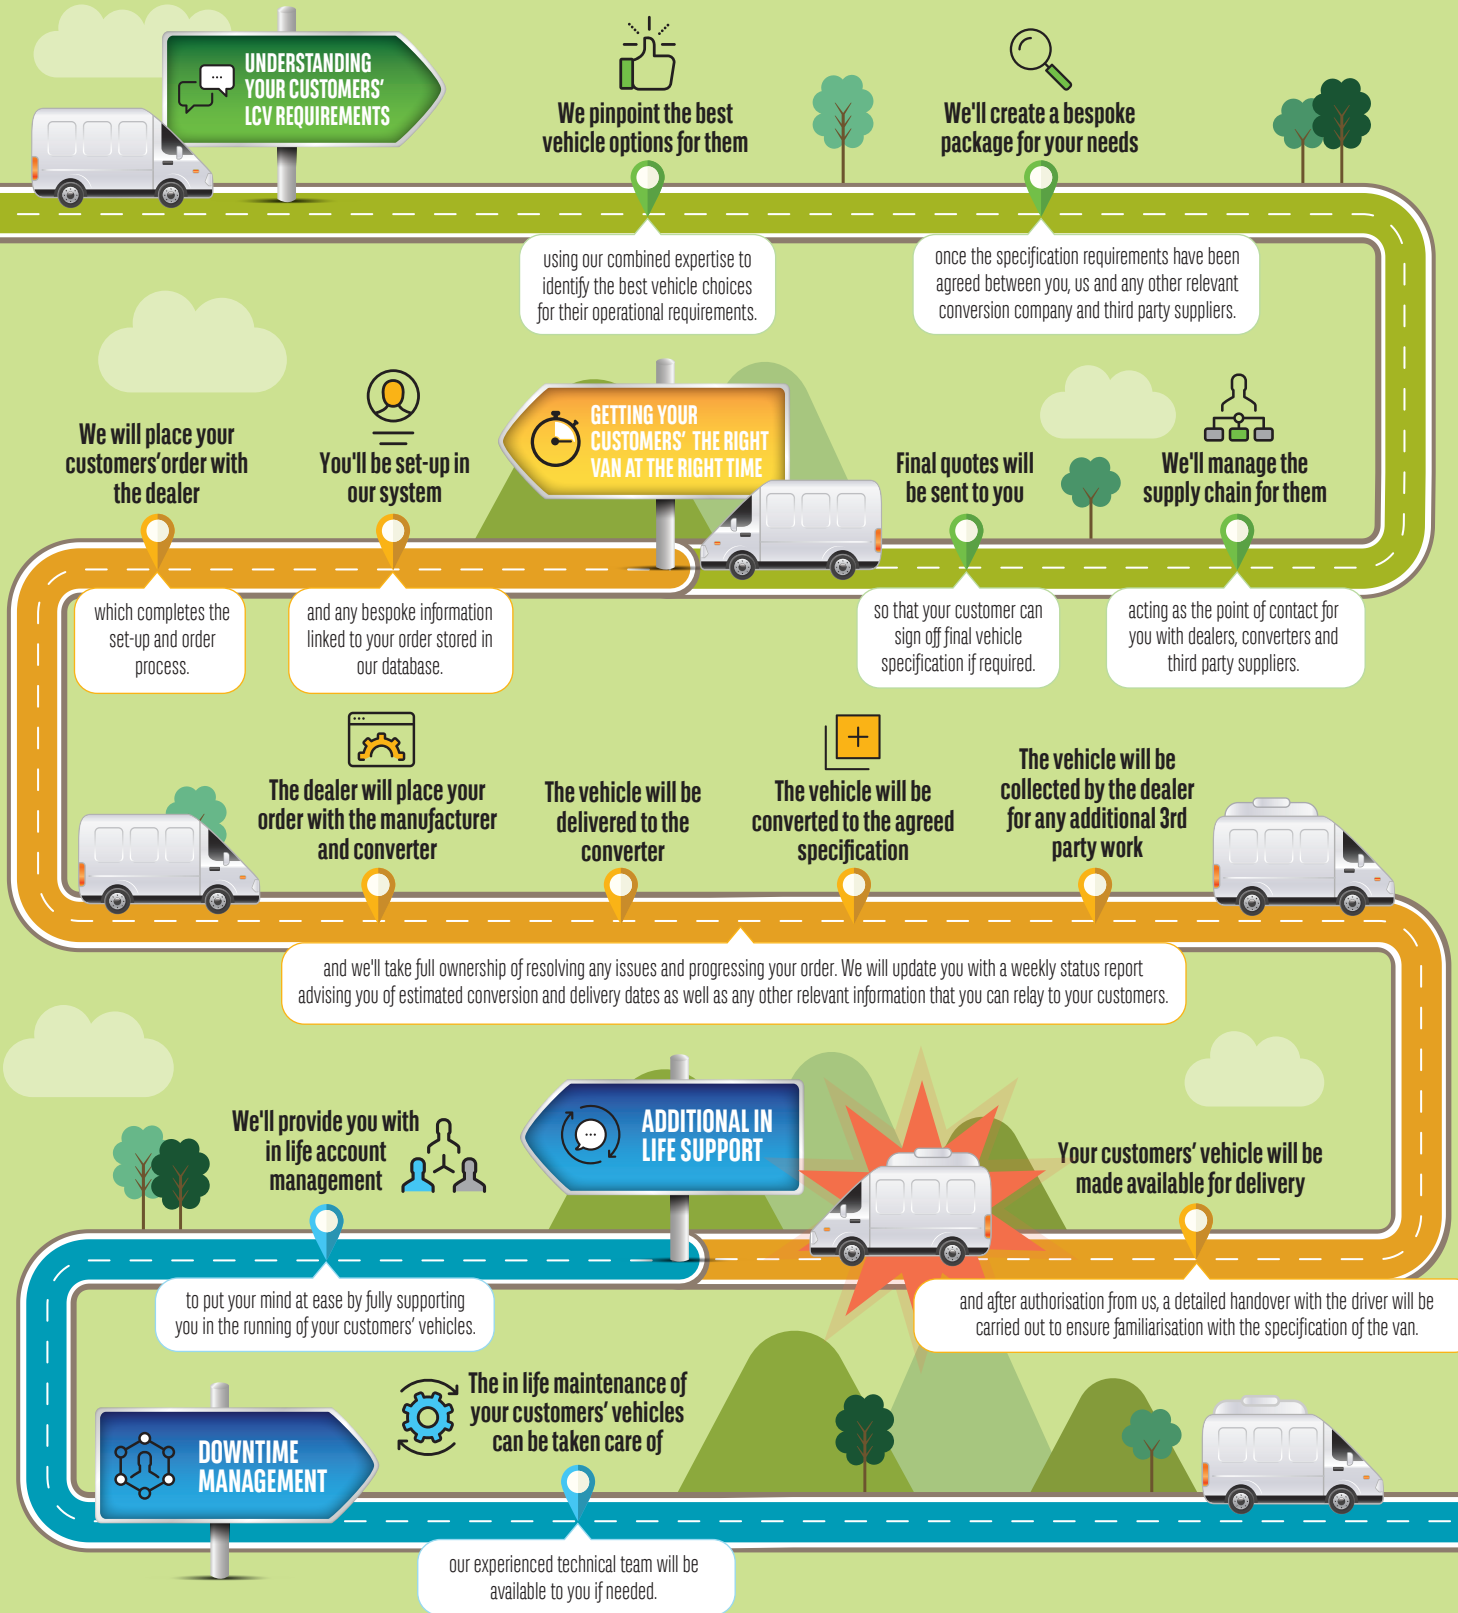 UNDERSTANDING
YOUR CUSTOMERS'
LCV REQUIREMENTS
We pinpoint the best
vehicle options for them
using our combined expertise to
identify the best vehicle choices
for their operational requirements.
We'll create a bespoke
package for your needs
once the specification requirements have been
agreed between you, us and any other relevant
conversion company and third party suppliers.
We'll manage the
supply chain for them
acting as the point of contact for
you with dealers, converters and
third party suppliers.
Final quotes will
be sent to you
so that your customer can
sign off final vehicle
specification if required.
GETTING YOUR
CUSTOMERS' THE RIGHT
VAN AT THE RIGHT TIME
You'll be set-up in
our system
and any bespoke information
linked to your order stored in
our database.
We will place your
customers'order with
the dealer
which completes the
set-up and order
process.
The dealer will place your
order with the manufacturer
and converter
The vehicle will be
delivered to the
converter
The vehicle will be
converted to the agreed
specification
The vehicle will be
collected by the dealer
for any additional 3rd
party work
and we'll take full ownership of resolving any issues and progressing your order. We will update you with a weekly status report
advising you of estimated conversion and delivery dates as well as any other relevant information that you can relay to your customers.
Your customers' vehicle will be
made available for delivery
and after authorisation from us, a detailed handover with the driver will be
carried out to ensure familiarisation with the specification of the van.
ADDITIONAL IN
LIFE SUPPORT
We'll provide you with
in life account
management
to put your mind at ease by fully supporting
you in the running of your customers' vehicles.
DOWNTIME
MANAGEMENT
The in life maintenance of
your customers' vehicles
can be taken care of
our experienced technical team will be
available to you if needed.